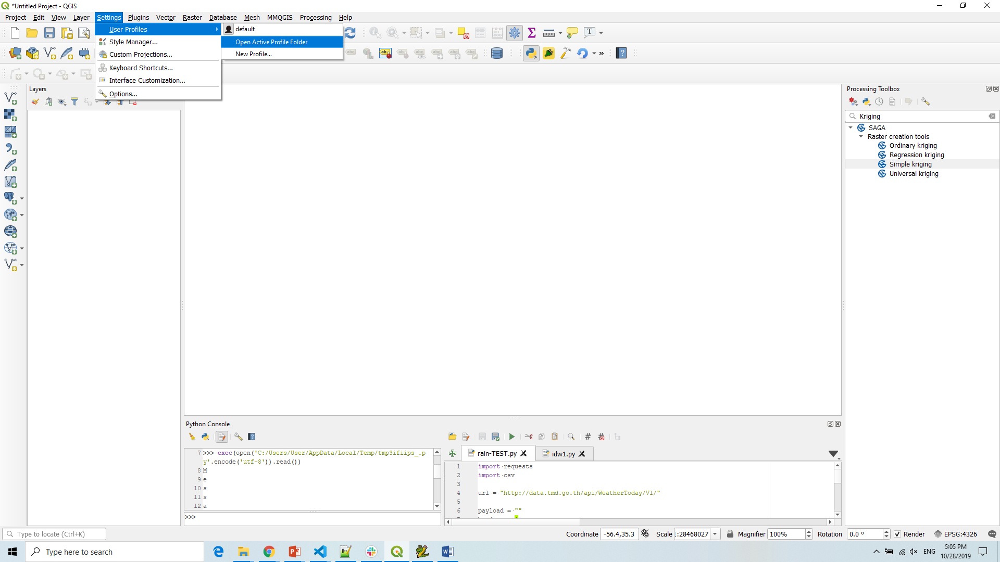 *Untitled Project - QGIS
Project Edit View Layer Settings Plugins Vector Raster Database Mesh MMQGIS Processing Help
User Profiles
default
Open Active Profile Folder
New Profile...
Style Manager...
Custom Projections...
Keyboard Shortcuts...
Interface Customization...
Options...
Layers
Processing Toolbox
Kriging
SAGA
Raster creation tools
Ordinary kriging
Regression kriging
Simple kriging
Universal kriging
Python Console
7 >>> exec(open('C:/Users/User/AppData/Local/Temp/tmp3ifiips_.p
y'.encode('utf-8')).read())
8 M
9 e
10 s
11 s
12 a
>>>
rain-TEST.py
idw1.py
1 import requests
2 import csv
3
4 url = "http://data.tmd.go.th/api/WeatherToday/V1/"
5
6 payload = ""
Type to locate (Ctrl+K)
Coordinate -56.4,35.3 Scale 1:28468027 Magnifier 100% Rotation 0.0 ° Render EPSG:4326
Type here to search
ENG
5:05 PM
10/28/2019